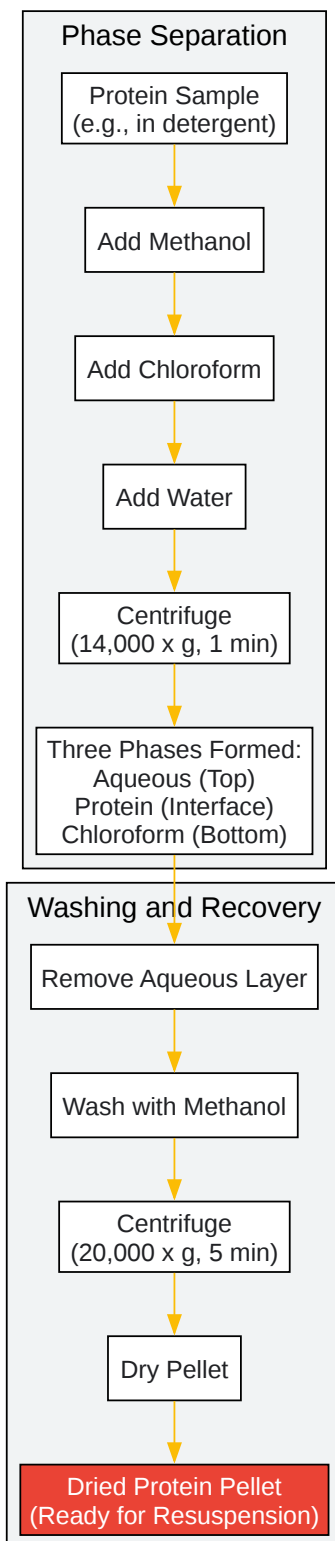 Phase Separation
Protein Sample
(e.g., in detergent)
Add Methanol
Add Chloroform
Add Water
Centrifuge
(14,000 x g, 1 min)
Three Phases Formed:
Aqueous (Top)
Protein (Interface)
Chloroform (Bottom)
Washing and Recovery
Remove Aqueous Layer
Wash with Methanol
Centrifuge
(20,000 x g, 5 min)
Dry Pellet
Dried Protein Pellet
(Ready for Resuspension)